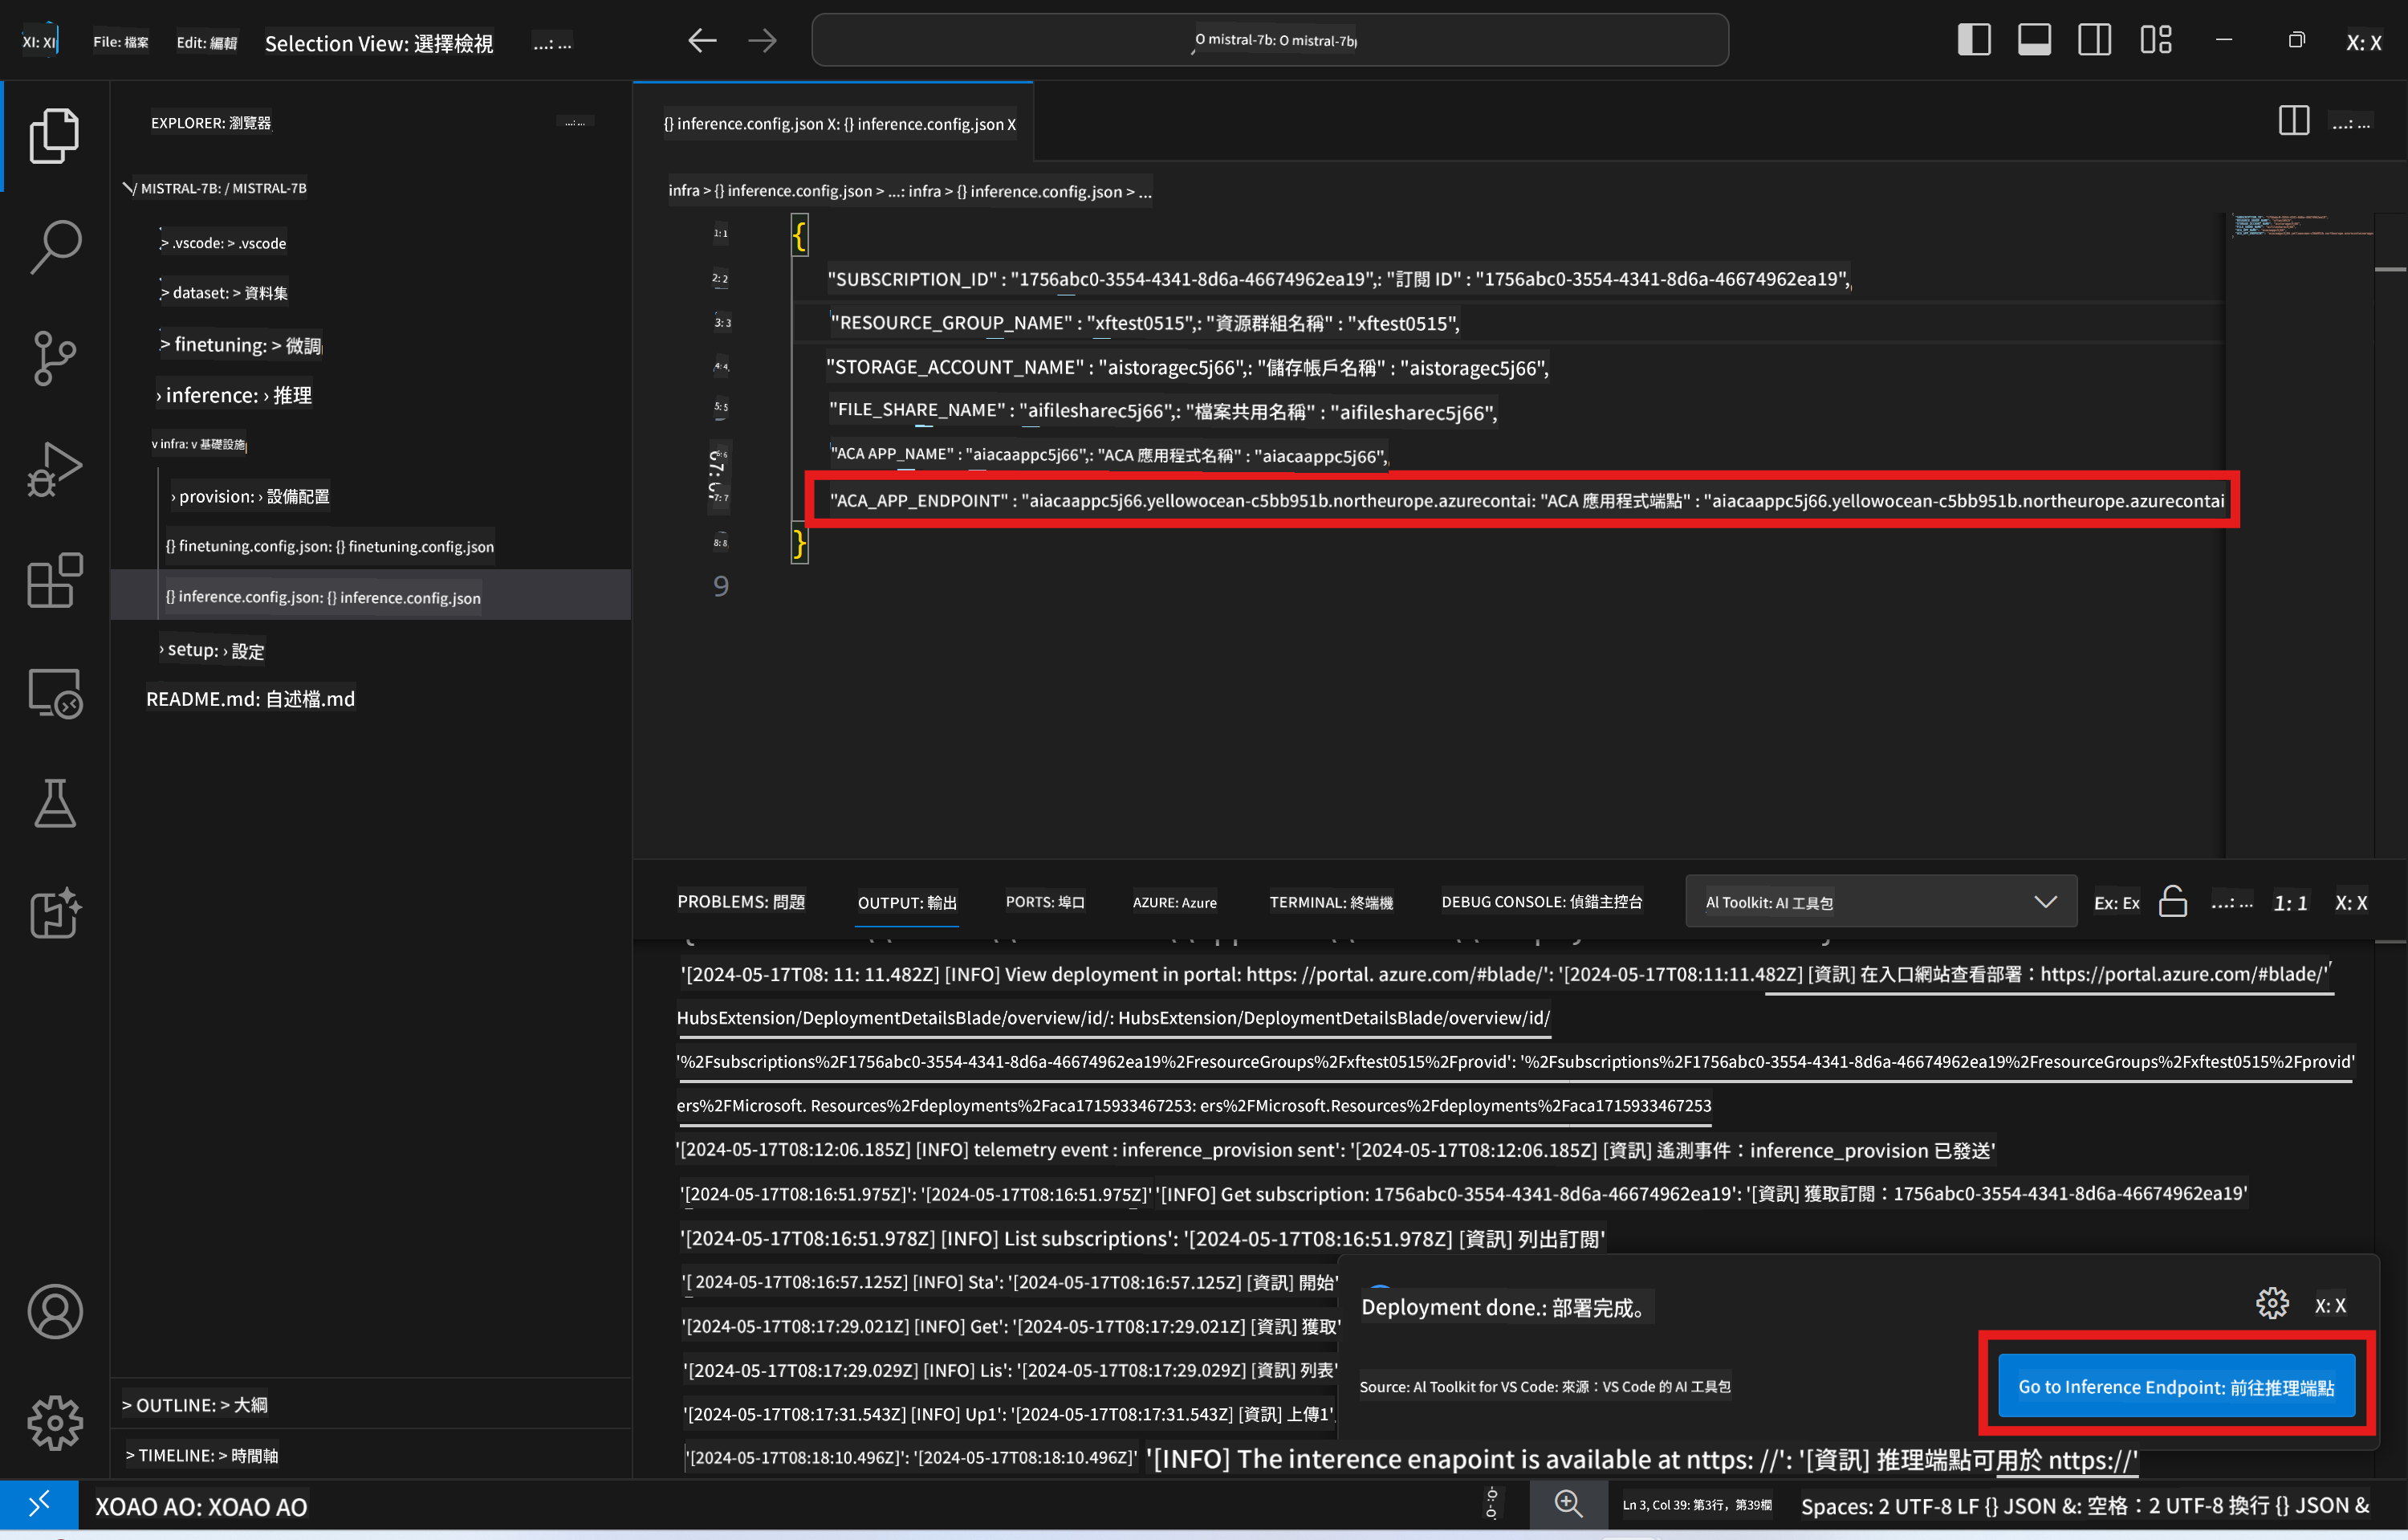 XI: XI File: 檔案 Edit: 編輯 Selection View: 選擇檢視 ...: ... O mistral-7b: O mistral-7b X: X
EXPLORER: 瀏覽器 ...: ...
/ MISTRAL-7B: / MISTRAL-7B
> .vscode: > .vscode
> dataset: > 資料集
> finetuning: > 微調
› inference: › 推理
v infra: v 基礎設施
› provision: › 設備配置
{} finetuning.config.json: {} finetuning.config.json
{} inference.config.json: {} inference.config.json
› setup: › 設定
README.md: 自述檔.md
> OUTLINE: > 大綱
> TIMELINE: > 時間軸
{} inference.config.json X: {} inference.config.json X ...: ...
infra > {} inference.config.json > ...: infra > {} inference.config.json > ...
1: 1 {
2: 2 "SUBSCRIPTION_ID" : "1756abc0-3554-4341-8d6a-46674962ea19",: "訂閱 ID" : "1756abc0-3554-4341-8d6a-46674962ea19",
3: 3 "RESOURCE_GROUP_NAME" : "xftest0515",: "資源群組名稱" : "xftest0515",
4: 4 "STORAGE_ACCOUNT_NAME" : "aistoragec5j66",: "儲存帳戶名稱" : "aistoragec5j66",
5: 5 "FILE_SHARE_NAME" : "aifilesharec5j66",: "檔案共用名稱" : "aifilesharec5j66",
6: 6 "ACA APP_NAME" : "aiacaappc5j66",: "ACA 應用程式名稱" : "aiacaappc5j66",
7: 7 "ACA_APP_ENDPOINT" : "aiacaappc5j66.yellowocean-c5bb951b.northeurope.azurecontai: "ACA 應用程式端點" : "aiacaappc5j66.yellowocean-c5bb951b.northeurope.azurecontai
8: 8 }
9
PROBLEMS: 問題 OUTPUT: 輸出 PORTS: 埠口 AZURE: Azure TERMINAL: 終端機 DEBUG CONSOLE: 偵錯主控台 Al Toolkit: AI 工具包 Ex: Ex ...: ... 1: 1 X: X
'[2024-05-17T08: 11: 11.482Z] [INFO] View deployment in portal: https: //portal. azure.com/#blade/': '[2024-05-17T08:11:11.482Z] [資訊] 在入口網站查看部署：https://portal.azure.com/#blade/'
HubsExtension/DeploymentDetailsBlade/overview/id/: HubsExtension/DeploymentDetailsBlade/overview/id/
'%2Fsubscriptions%2F1756abc0-3554-4341-8d6a-46674962ea19%2FresourceGroups%2Fxftest0515%2Fprovid': '%2Fsubscriptions%2F1756abc0-3554-4341-8d6a-46674962ea19%2FresourceGroups%2Fxftest0515%2Fprovid'
ers%2FMicrosoft. Resources%2Fdeployments%2Faca1715933467253: ers%2FMicrosoft.Resources%2Fdeployments%2Faca1715933467253
'[2024-05-17T08:12:06.185Z] [INFO] telemetry event : inference_provision sent': '[2024-05-17T08:12:06.185Z] [資訊] 遙測事件：inference_provision 已發送'
'[2024-05-17T08:16:51.975Z]': '[2024-05-17T08:16:51.975Z]' '[INFO] Get subscription: 1756abc0-3554-4341-8d6a-46674962ea19': '[資訊] 獲取訂閱：1756abc0-3554-4341-8d6a-46674962ea19'
'[2024-05-17T08:16:51.978Z] [INFO] List subscriptions': '[2024-05-17T08:16:51.978Z] [資訊] 列出訂閱'
'[ 2024-05-17T08:16:57.125Z] [INFO] Sta': '[2024-05-17T08:16:57.125Z] [資訊] 開始'
'[2024-05-17T08:17:29.021Z] [INFO] Get': '[2024-05-17T08:17:29.021Z] [資訊] 獲取'
'[2024-05-17T08:17:29.029Z] [INFO] Lis': '[2024-05-17T08:17:29.029Z] [資訊] 列表'
'[2024-05-17T08:17:31.543Z] [INFO] Up1': '[2024-05-17T08:17:31.543Z] [資訊] 上傳1'
'[2024-05-17T08:18:10.496Z]': '[2024-05-17T08:18:10.496Z]' '[INFO] The interence enapoint is available at nttps: //': '[資訊] 推理端點可用於 nttps://'
Deployment done.: 部署完成。 X: X
Source: Al Toolkit for VS Code: 來源：VS Code 的 AI 工具包
Go to Inference Endpoint: 前往推理端點
XOAO AO: XOAO AO Ln 3, Col 39: 第3行，第39欄 Spaces: 2 UTF-8 LF {} JSON &: 空格：2 UTF-8 換行 {} JSON &